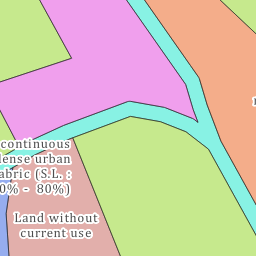 continuous
dense urban
fabric (S.L. :
0% - 80%)
Land without
current use